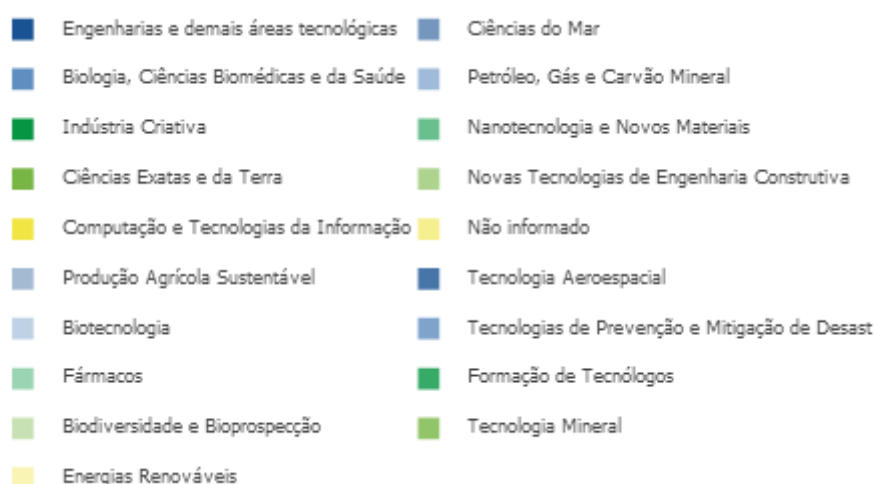 Engenharias e demais áreas tecnológicas
Biologia, Ciências Biomédicas e da Saúde
Indústria Criativa
Ciências Exatas e da Terra
Computação e Tecnologias da Informação
Produção Agrícola Sustentável
Biotecnologia
Fármacos
Biodiversidade e Bioprospecção
Energias Renováveis
Ciências do Mar
Petróleo, Gás e Carvão Mineral
Nanotecnologia e Novos Materiais
Novas Tecnologias de Engenharia Construtiva
Não informado
Tecnologia Aeroespacial
Tecnologias de Prevenção e Mitigação de Desast
Formação de Tecnólogos
Tecnologia Mineral